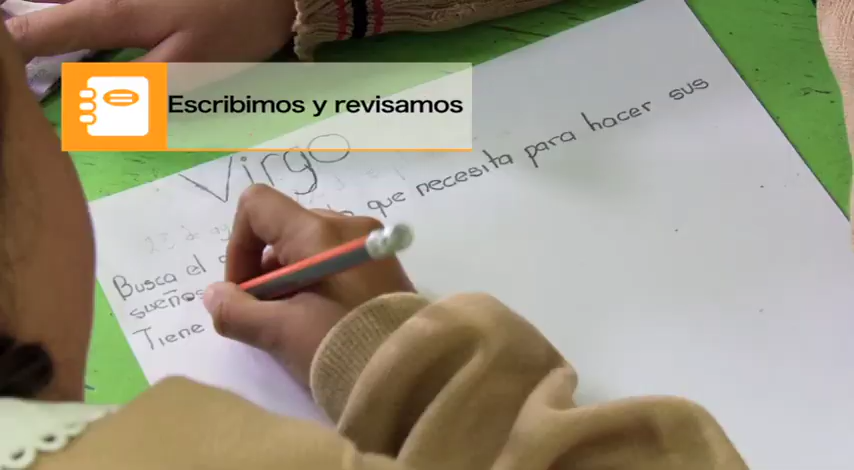 Escribimos y revisamos
Virgo
Busca el que necesita para hacer sus
sueños
Tiene